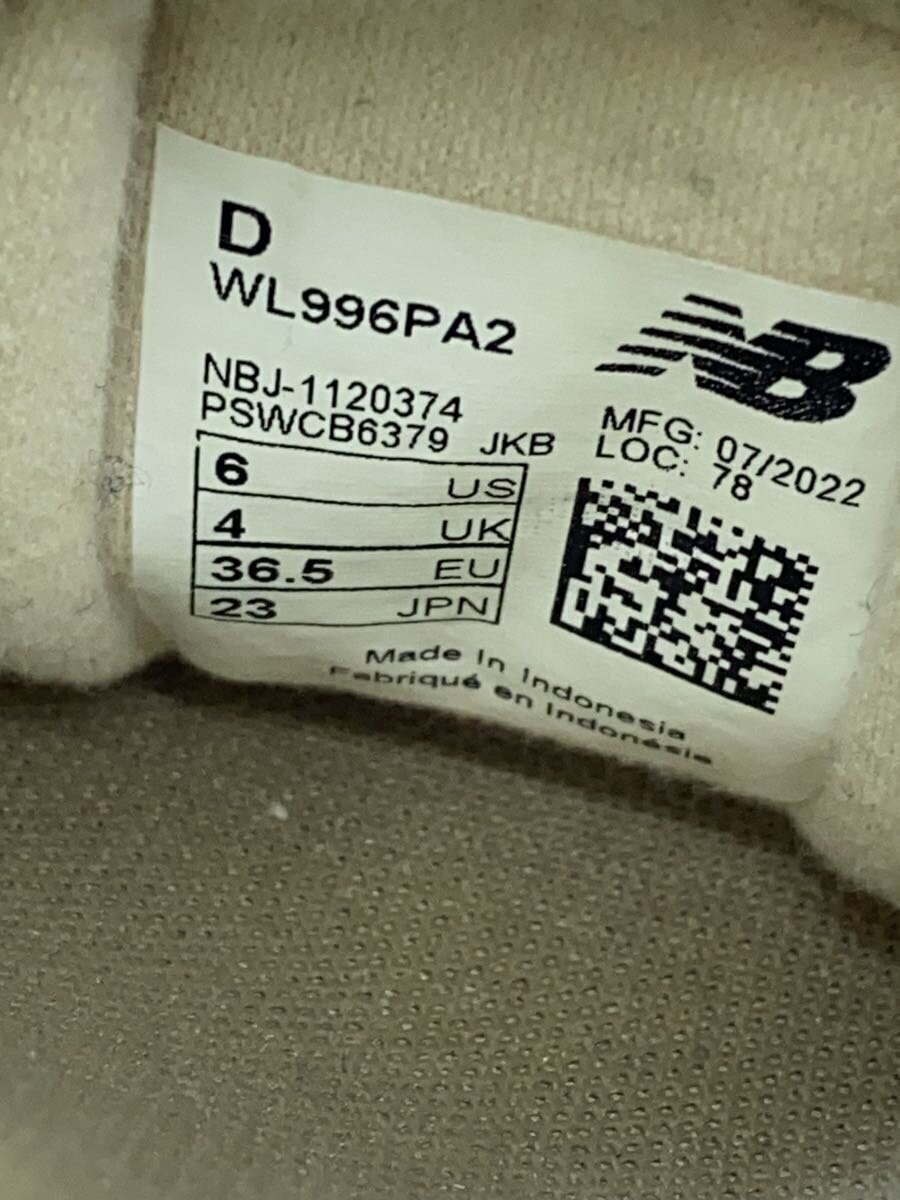 D
WL996PA2
NBJ-1120374
PSWCB6379 JKB
6 US
4 UK
36.5 EU
23 JPN
NB
MFG: 07/2022
LOC: 78
Made In Indonesia
Fabriqué en Indonésie